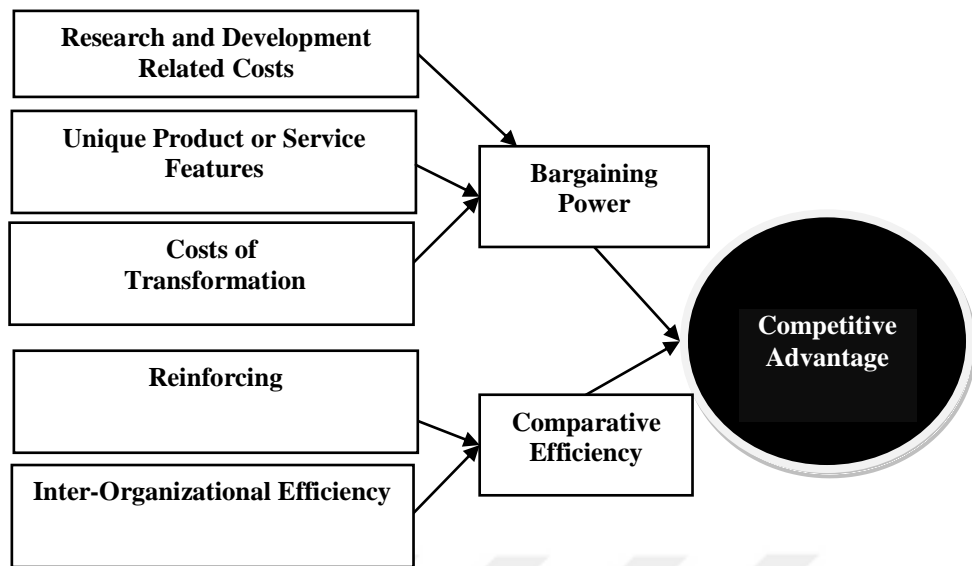 Research and Development
Related Costs
Unique Product or Service
Features
Costs of
Transformation
Reinforcing
Inter-Organizational Efficiency
Bargaining
Power
Comparative
Efficiency
Competitive
Advantage